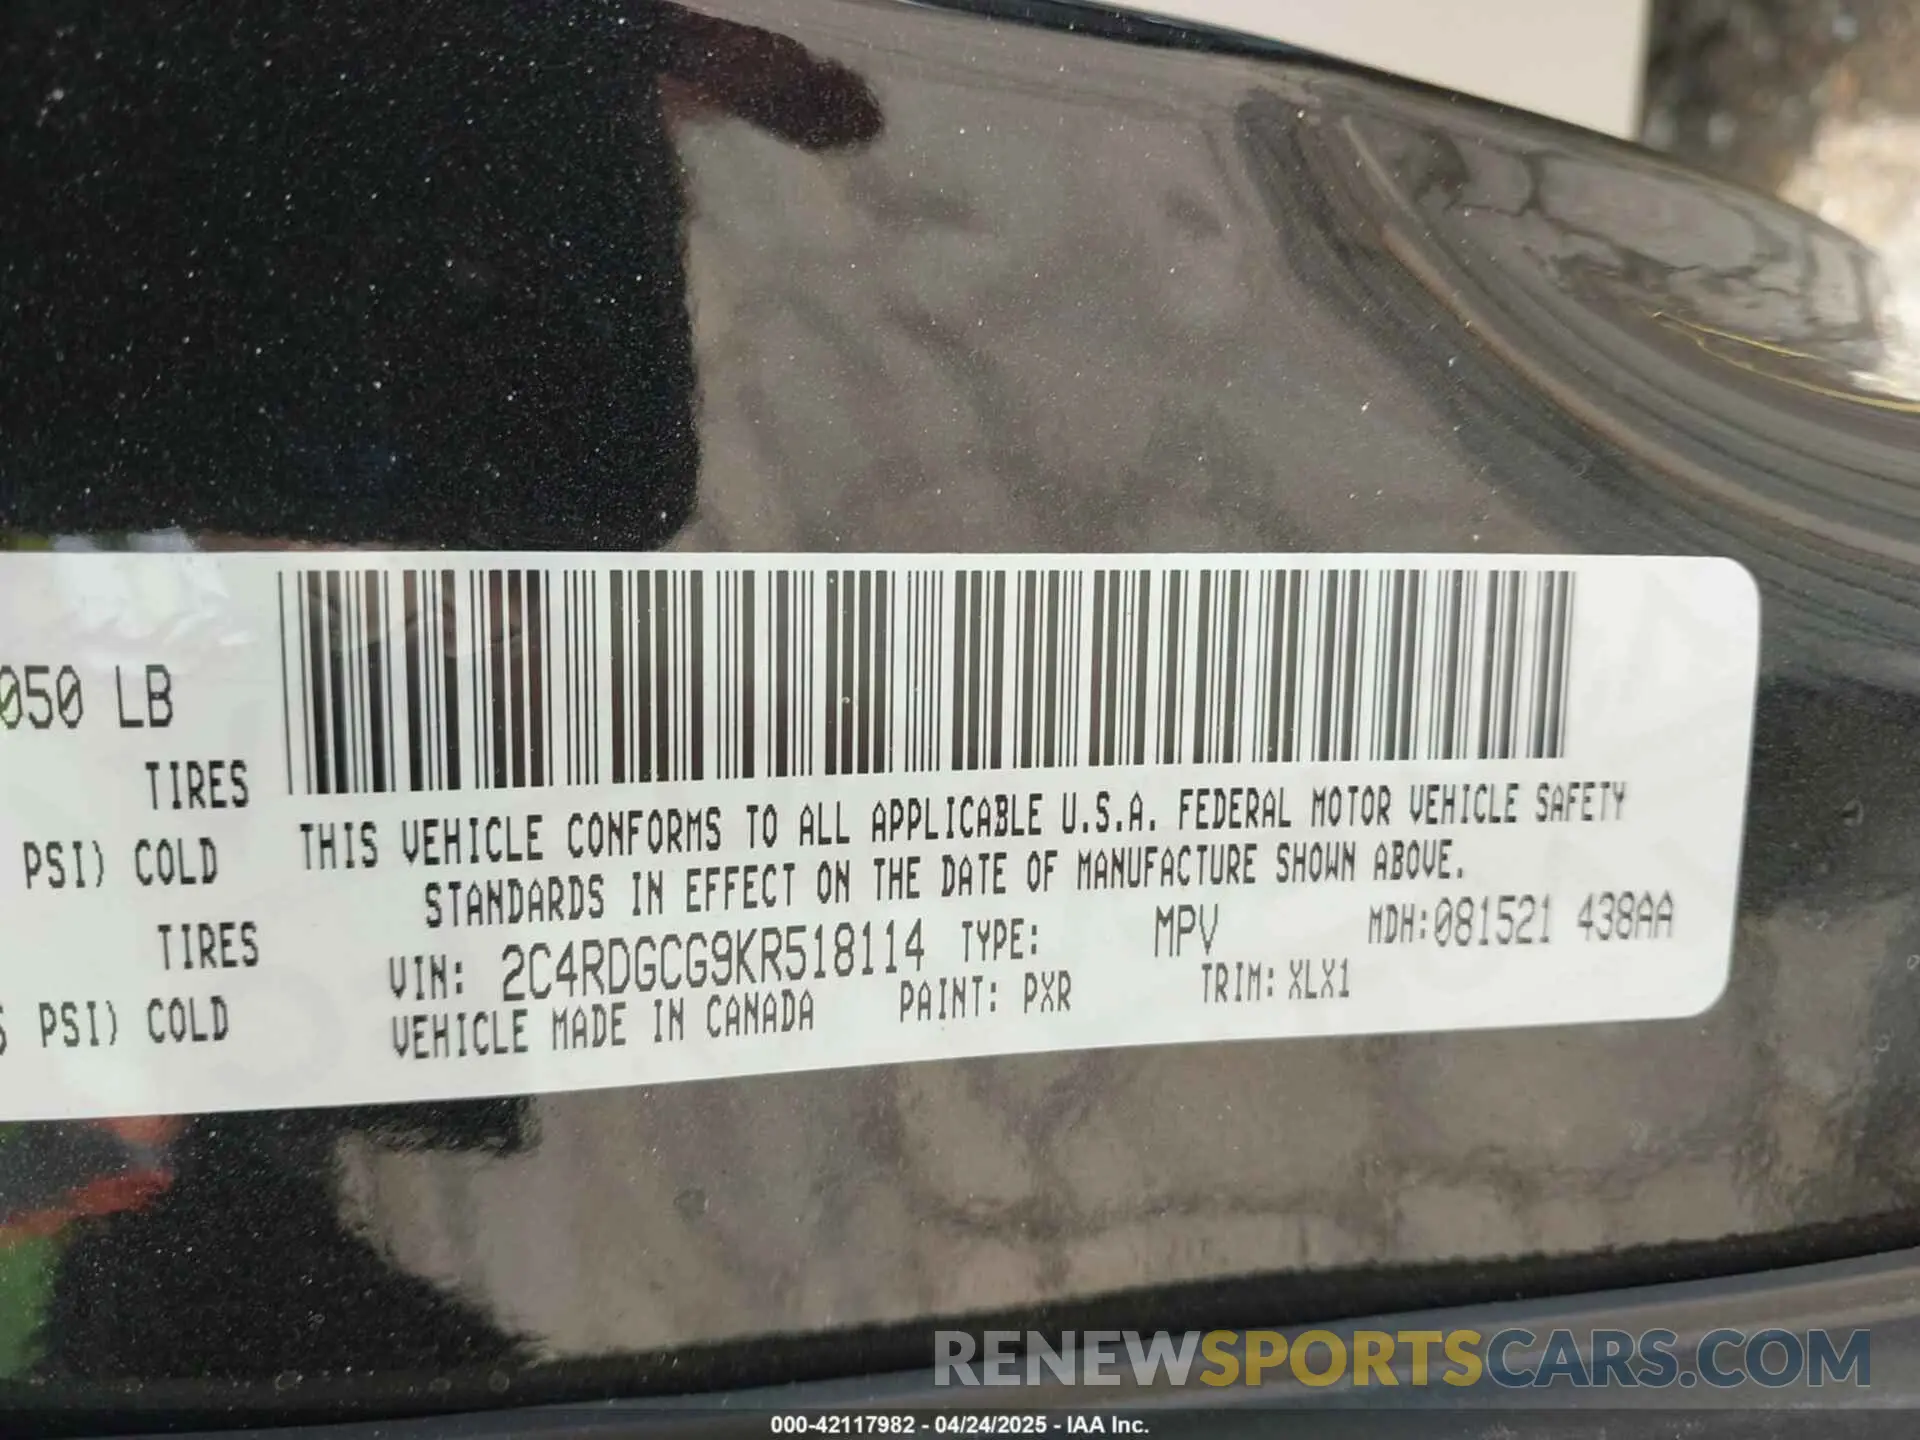 050 LB
TIRES
PSI) COLD
TIRES
PSI) COLD
THIS VEHICLE CONFORMS TO ALL APPLICABLE U.S.A. FEDERAL MOTOR VEHICLE SAFETY
STANDARDS IN EFFECT ON THE DATE OF MANUFACTURE SHOWN ABOVE.
VIN: 2C4RDGCG9KR518114 TYPE: MPV MDH:081521 438AA
VEHICLE MADE IN CANADA PAINT: PXR TRIM: XLX1
RENEWSPORTSCARS.COM
000-42117982 - 04/24/2025 - IAA Inc.